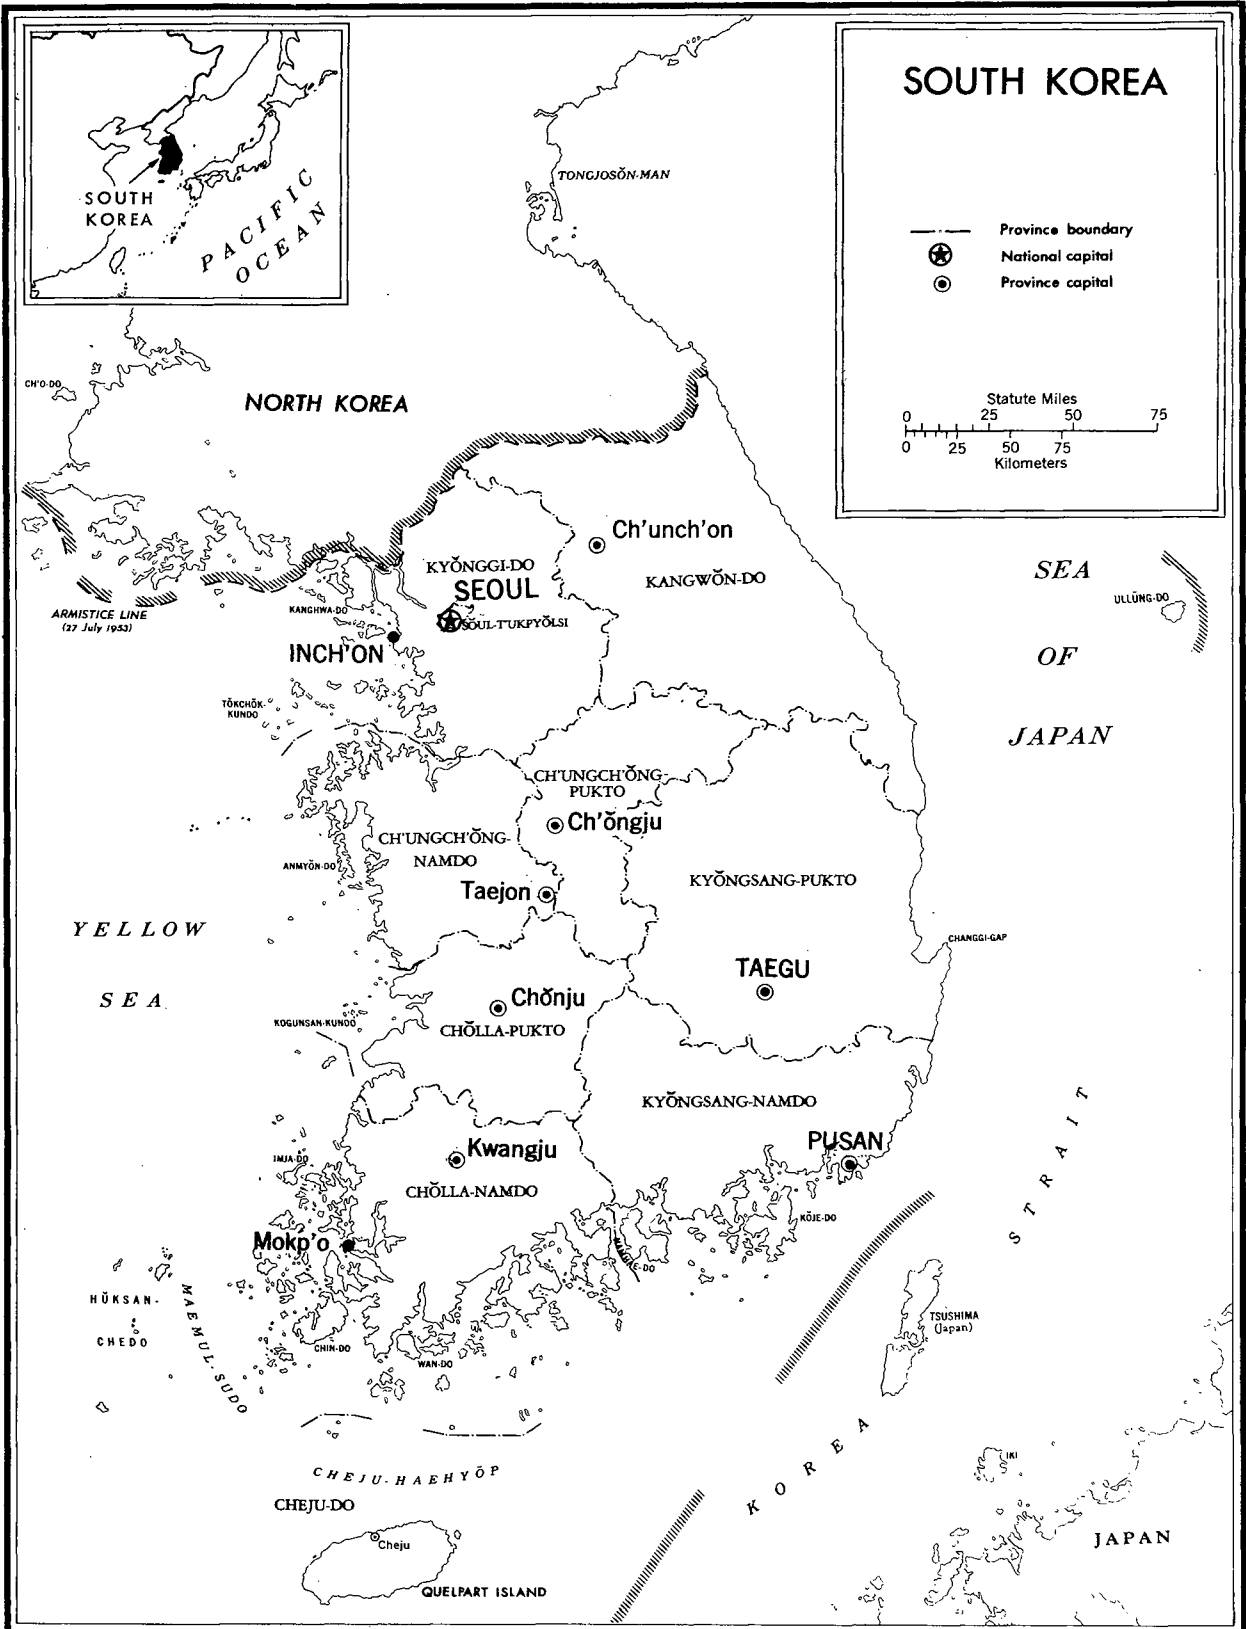 SOUTH KOREA
Province boundary
National capital
Province capital
Statute Miles
0 25 50 75
0 25 50 75
Kilometers
SOUTH
KOREA
PACIFIC
OCEAN
TONGJOSŎN-MAN
CH'O-DO
NORTH KOREA
ARMISTICE LINE
(27 July 1953)
Ch'unch'on
KYŎNGGI-DO
KANGWŎN-DO
SEOUL
SŎUL-T'UKPYŎLSI
KANGHWA-DO
INCH'ON
SEA
OF
JAPAN
ULLŬNG-DO
TŎKCHŎK-
KUNDO
CH'UNGCH'ŎNG-
PUKTO
Ch'ŏngju
CH'UNGCH'ŎNG-
NAMDO
ANMYŎN-DO
Taejon
KYŎNGSANG-PUKTO
YELLOW
SEA
CHANGGI-GAP
TAEGU
Chŏnju
CHŎLLA-PUKTO
KOGUNSAN-KUNDO
KYŎNGSANG-NAMDO
PUSAN
Kwangju
IMJA-DO
CHŎLLA-NAMDO
KŎJE-DO
Mokp'o
NAMHAE-DO
HŬKSAN-
CHEDO
MAEMUL-SUDO
CHIN-DO
WAN-DO
TSUSHIMA
(Japan)
KOREA STRAIT
IKI
CHEJU-HAEHYŎP
CHEJU-DO
Cheju
QUELPART ISLAND
JAPAN